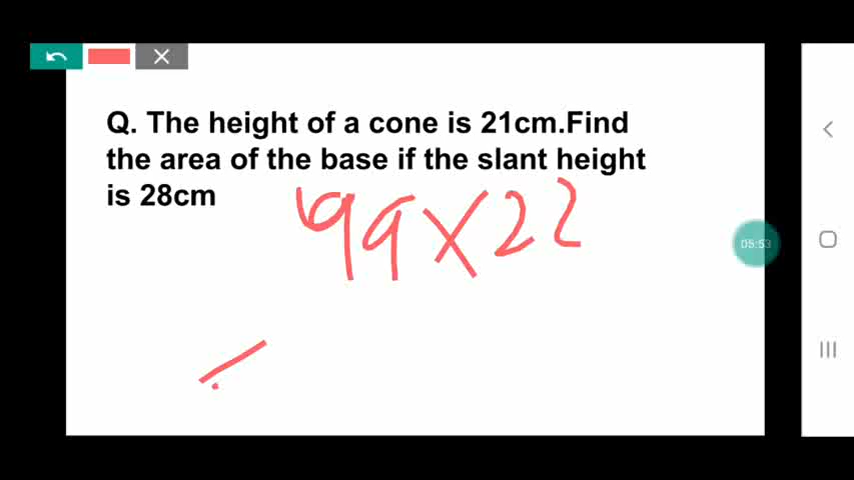 Q. The height of a cone is 21cm.Find
the area of the base if the slant height
is 28cm
99×22
05:53